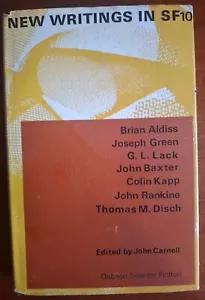 NEW WRITINGS IN SF10
Brian Aldiss
Joseph Green
G. L. Lack
John Baxter
Colin Kapp
John Rankine
Thomas M. Disch
Edited by John Carnell
Dobson Science Fiction